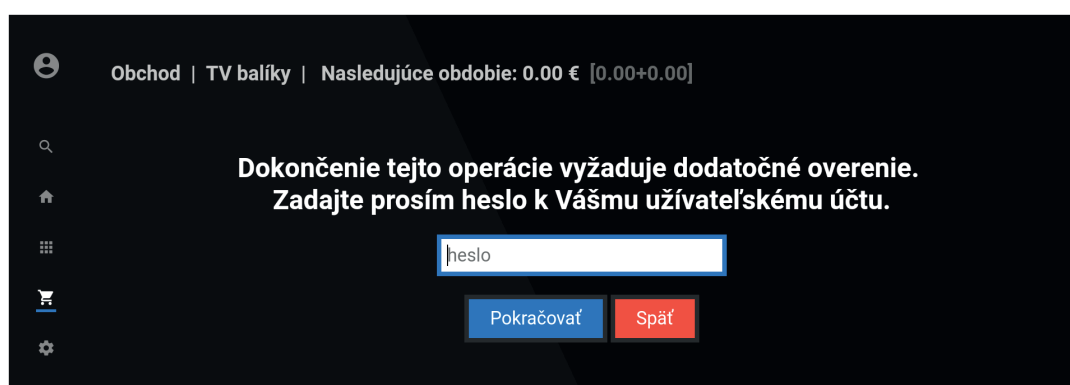 Obchod | TV balíky | Nasledujúce obdobie: 0.00 € [0.00+0.00]
Dokončenie tejto operácie vyžaduje dodatočné overenie.
Zadajte prosím heslo k Vášmu užívateľskému účtu.
heslo
Pokračovať Späť